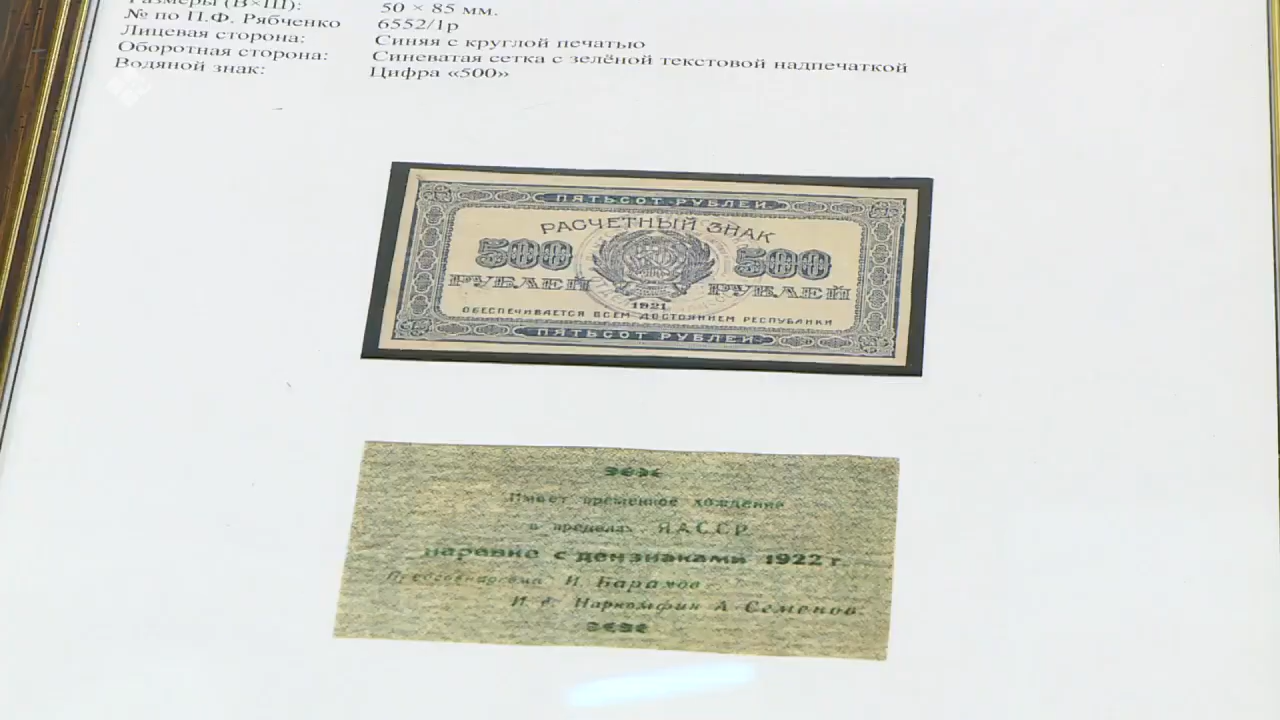 Размеры (В×Ш): 50 × 85 мм.
№ по П.Ф. Рябченко 6552/1р
Лицевая сторона: Синяя с круглой печатью
Оборотная сторона: Синеватая сетка с зелёной текстовой надпечаткой
Водяной знак: Цифра «500»
ПЯТЬСОТ РУБЛЕЙ
РАСЧЕТНЫЙ ЗНАК
500 500
РУБЛЕЙ РУБЛЕЙ
1921
ОБЕСПЕЧИВАЕТСЯ ВСЕМ ДОСТОЯНИЕМ РЕСПУБЛИКИ
ПЯТЬСОТ РУБЛЕЙ
Имеет временное хождение
в пределах Я.А.С.С.Р.
наравне с дензнаками 1922 г.
И. Барахов
И. д. Наркомфин А. Семенов.